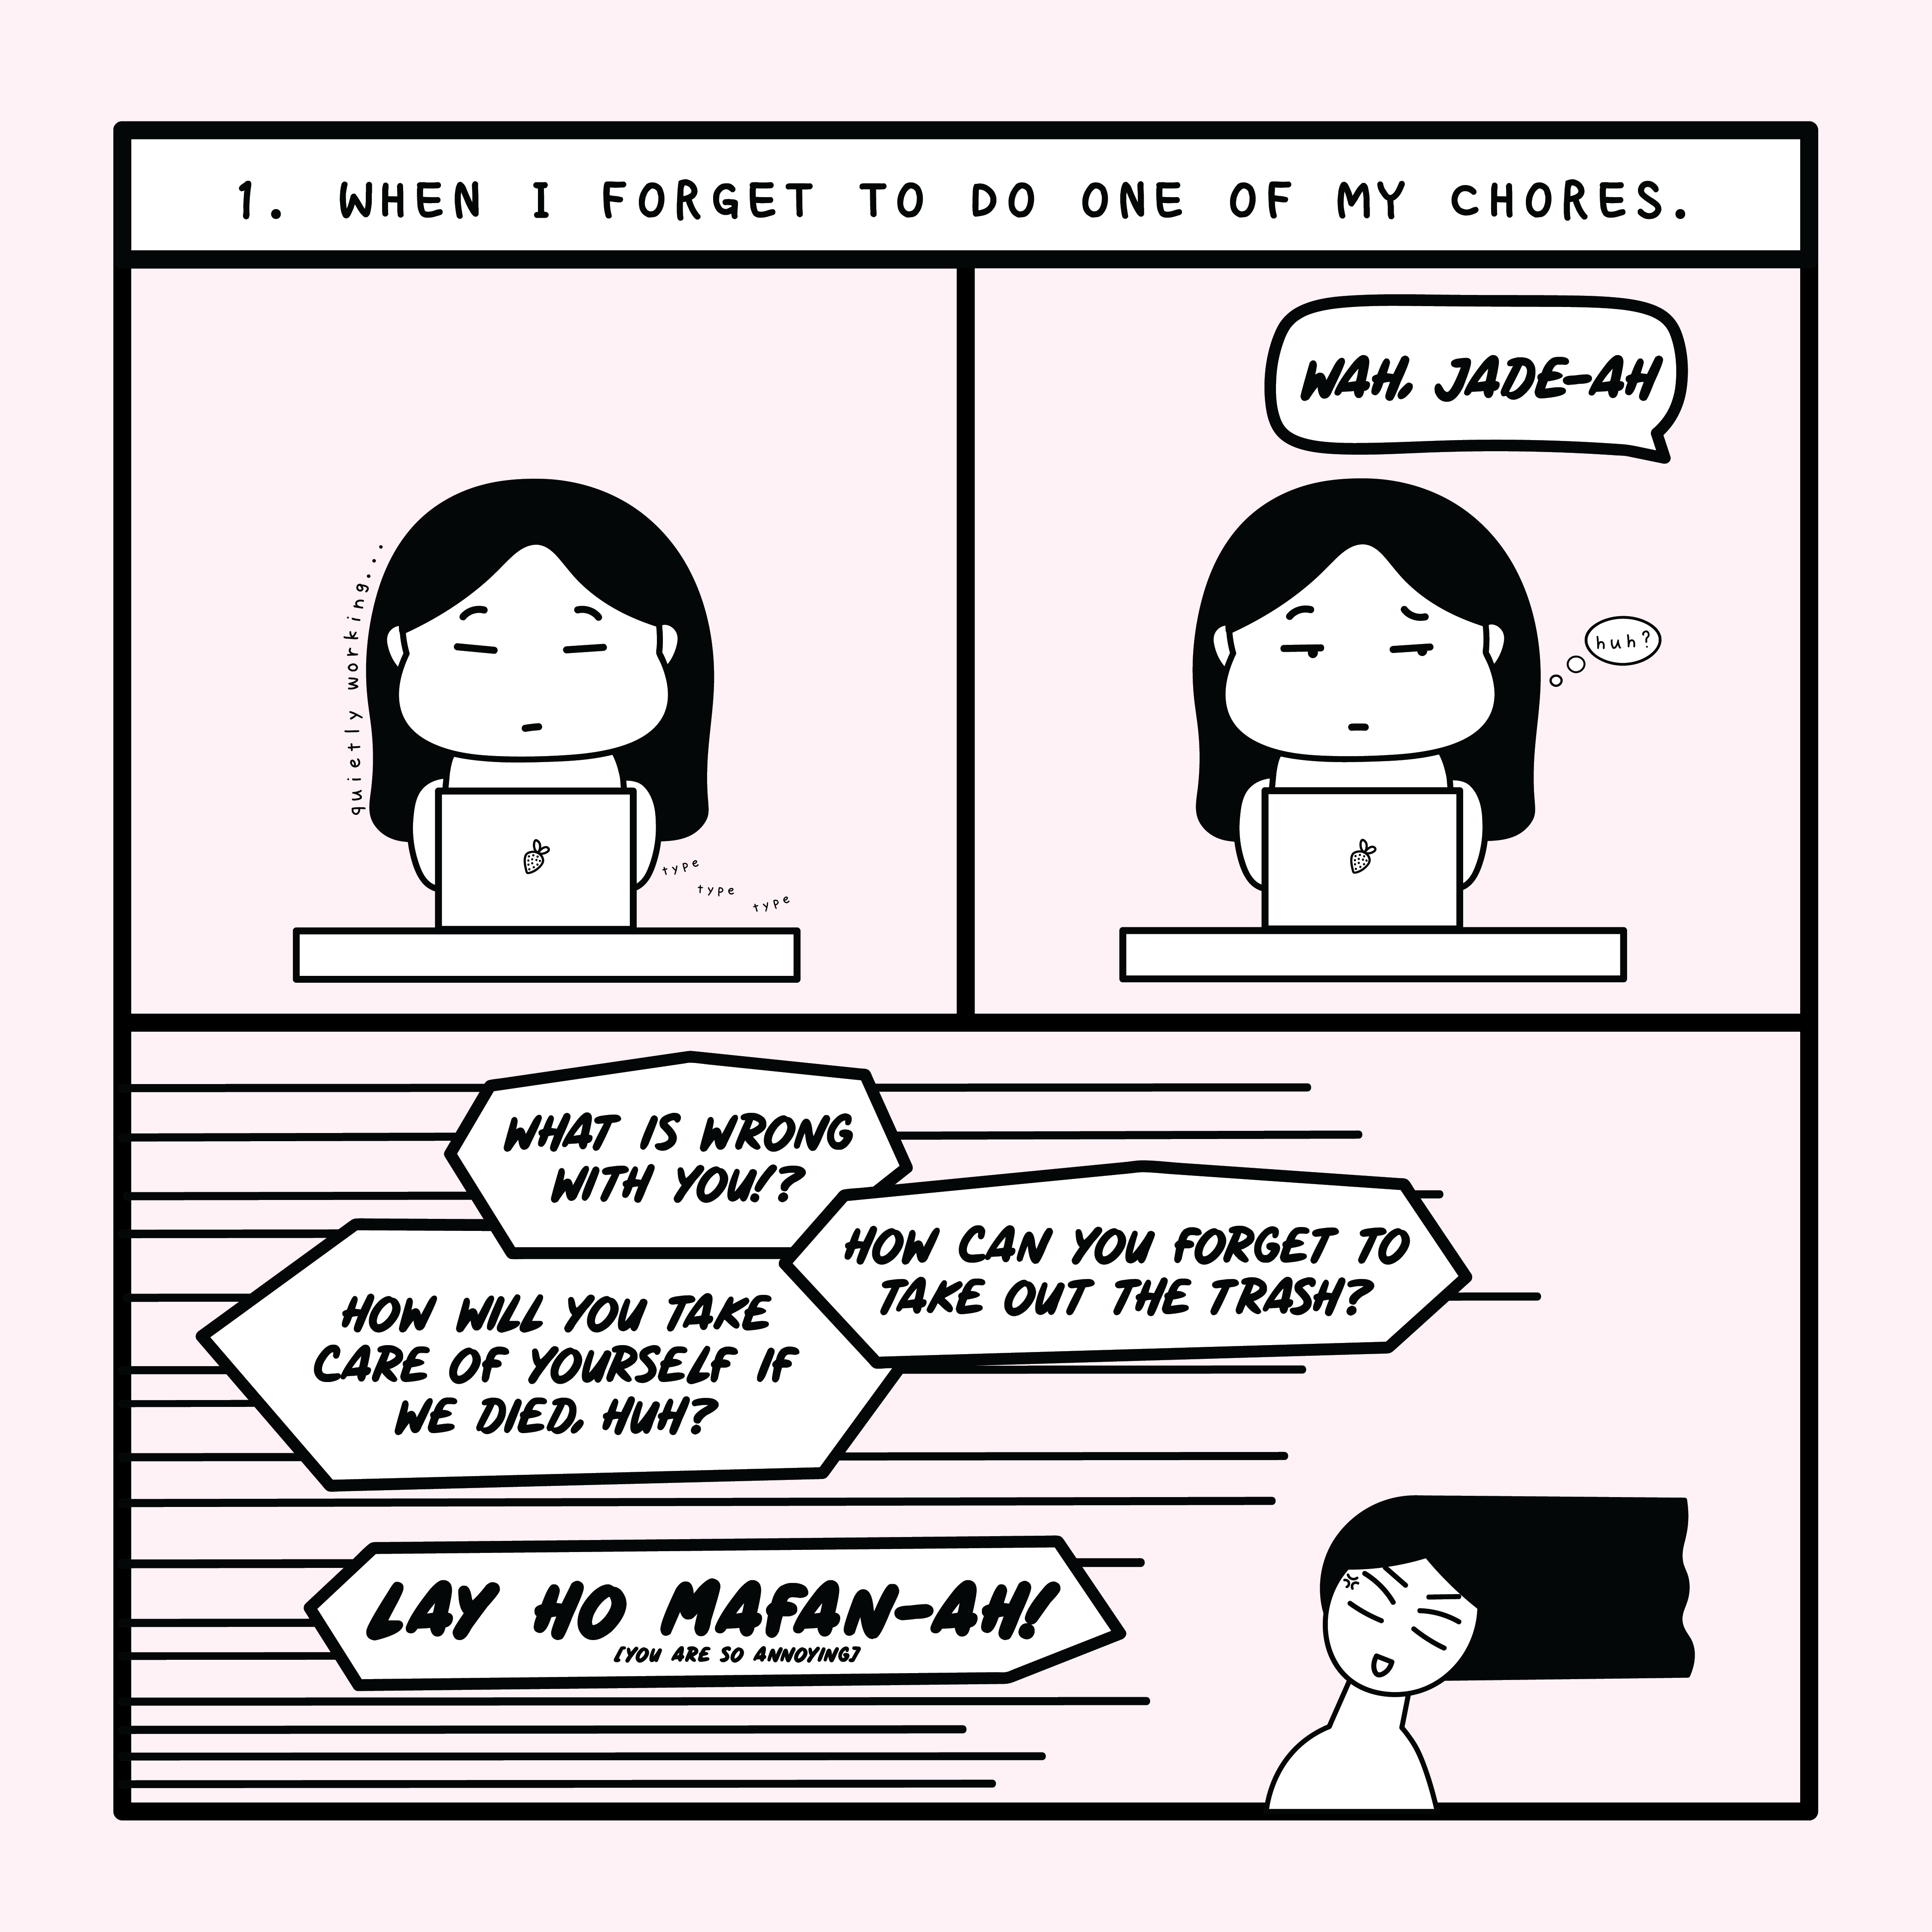 1. WHEN I FORGET TO DO ONE OF MY CHORES.
quietly working...
type
type
type
WAH, JADE-AH
huh?
WHAT IS WRONG
WITH YOU!?
HOW CAN YOU FORGET TO
TAKE OUT THE TRASH?
HOW WILL YOU TAKE
CARE OF YOURSELF IF
WE DIED, HUH?
LAY HO MAFAN-AH!
[YOU ARE SO ANNOYING]